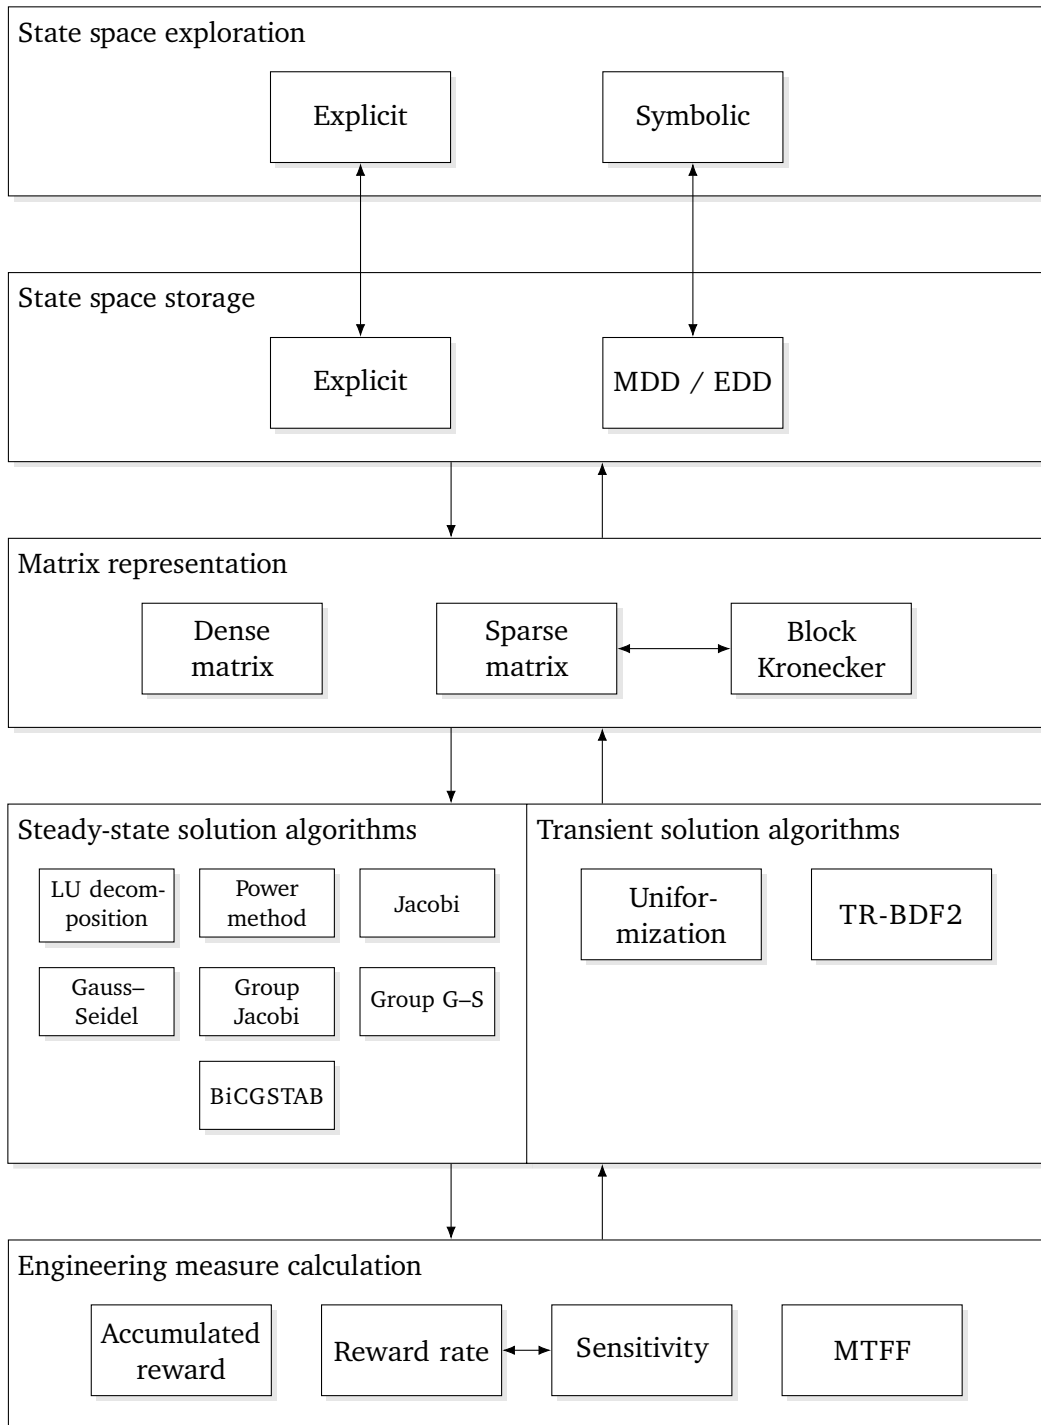 State space exploration
Explicit
Symbolic
State space storage
Explicit
MDD / EDD
Matrix representation
Dense
matrix
Sparse
matrix
Block
Kronecker
Steady-state solution algorithms
LU decom-
position
Power
method
Jacobi
Gauss–
Seidel
Group
Jacobi
Group G–S
BiCGSTAB
Transient solution algorithms
Unifor-
mization
TR-BDF2
Engineering measure calculation
Accumulated
reward
Reward rate
Sensitivity
MTFF